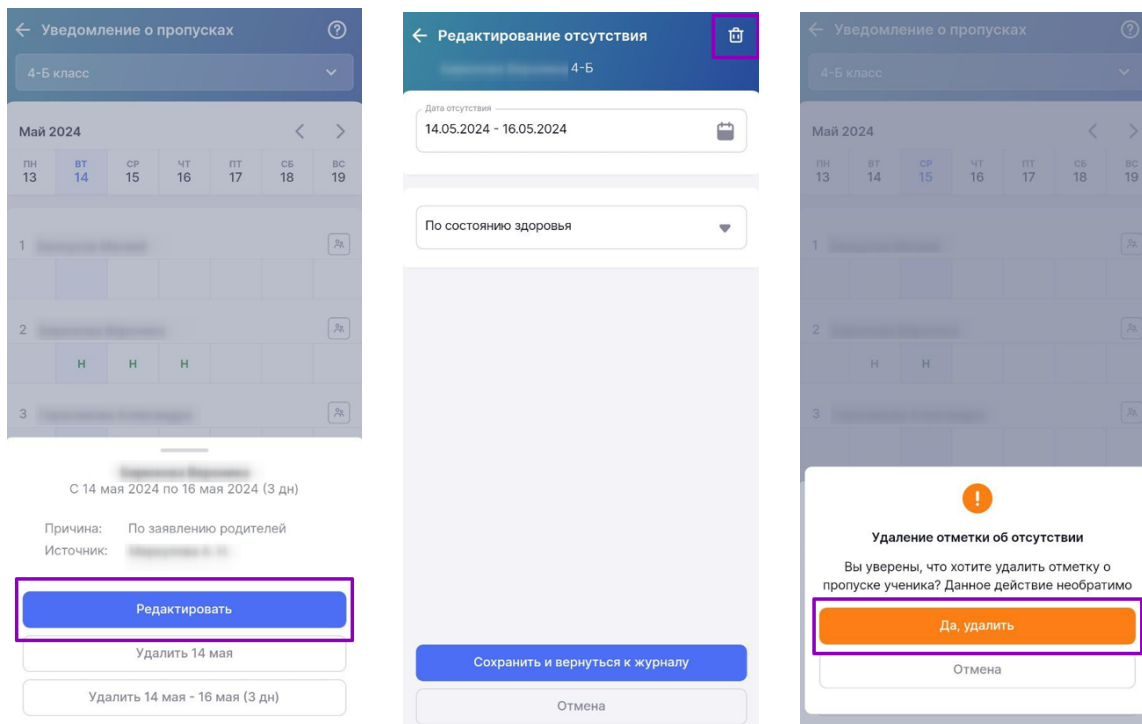 Уведомление о пропусках
4-Б класс
Май 2024
ПН ВТ СР ЧТ ПТ СБ ВС
13 14 15 16 17 18 19
1
2
Н Н Н
3
С 14 мая 2024 по 16 мая 2024 (3 дн)
Причина: По заявлению родителей
Источник:
Редактировать
Удалить 14 мая
Удалить 14 мая - 16 мая (3 дн)
Редактирование отсутствия
4-Б
Дата отсутствия
14.05.2024 - 16.05.2024
По состоянию здоровья
Сохранить и вернуться к журналу
Отмена
Уведомление о пропусках
4-Б класс
Май 2024
ПН ВТ СР ЧТ ПТ СБ ВС
13 14 15 16 17 18 19
1
2
Н Н
3
Удаление отметки об отсутствии
Вы уверены, что хотите удалить отметку о
пропуске ученика? Данное действие необратимо
Да, удалить
Отмена